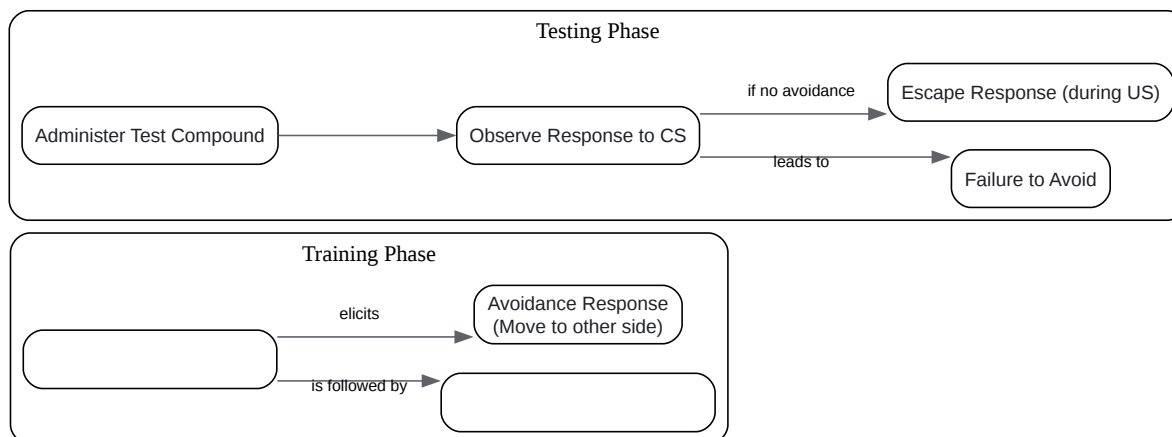 Testing Phase
if no avoidance
Escape Response (during US)
Administer Test Compound
Observe Response to CS
leads to
Failure to Avoid
Training Phase
elicits
Avoidance Response
(Move to other side)
is followed by